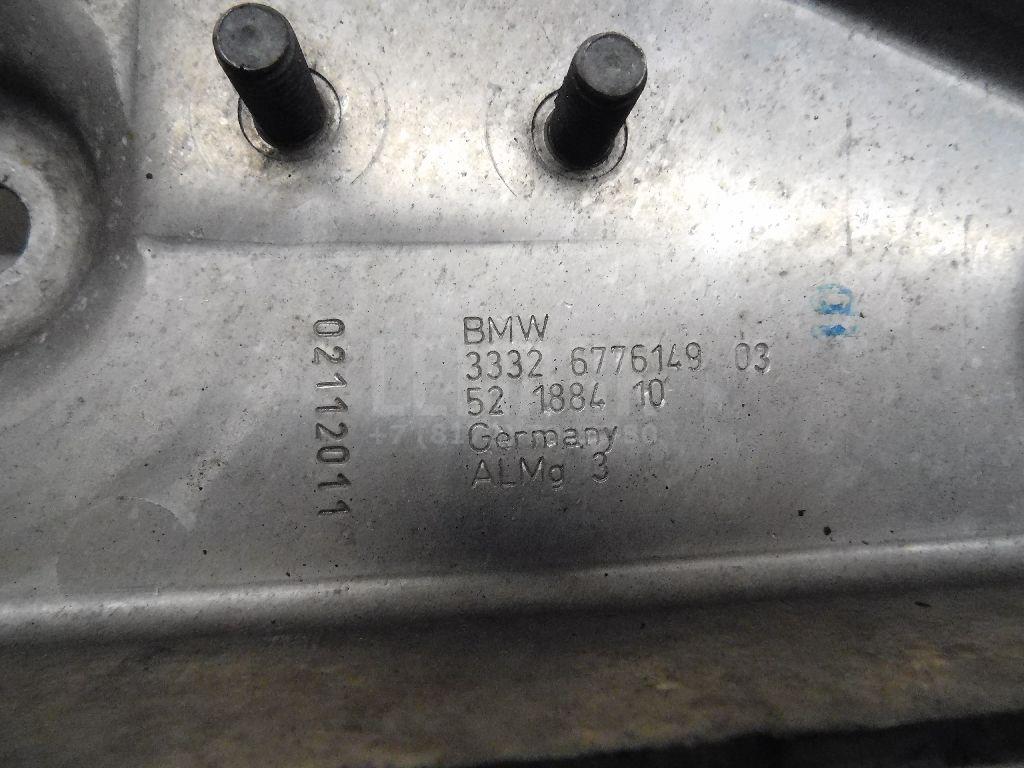 BMW
3332 6776149 03
52 1884 10
Germany
ALMg 3
02112011